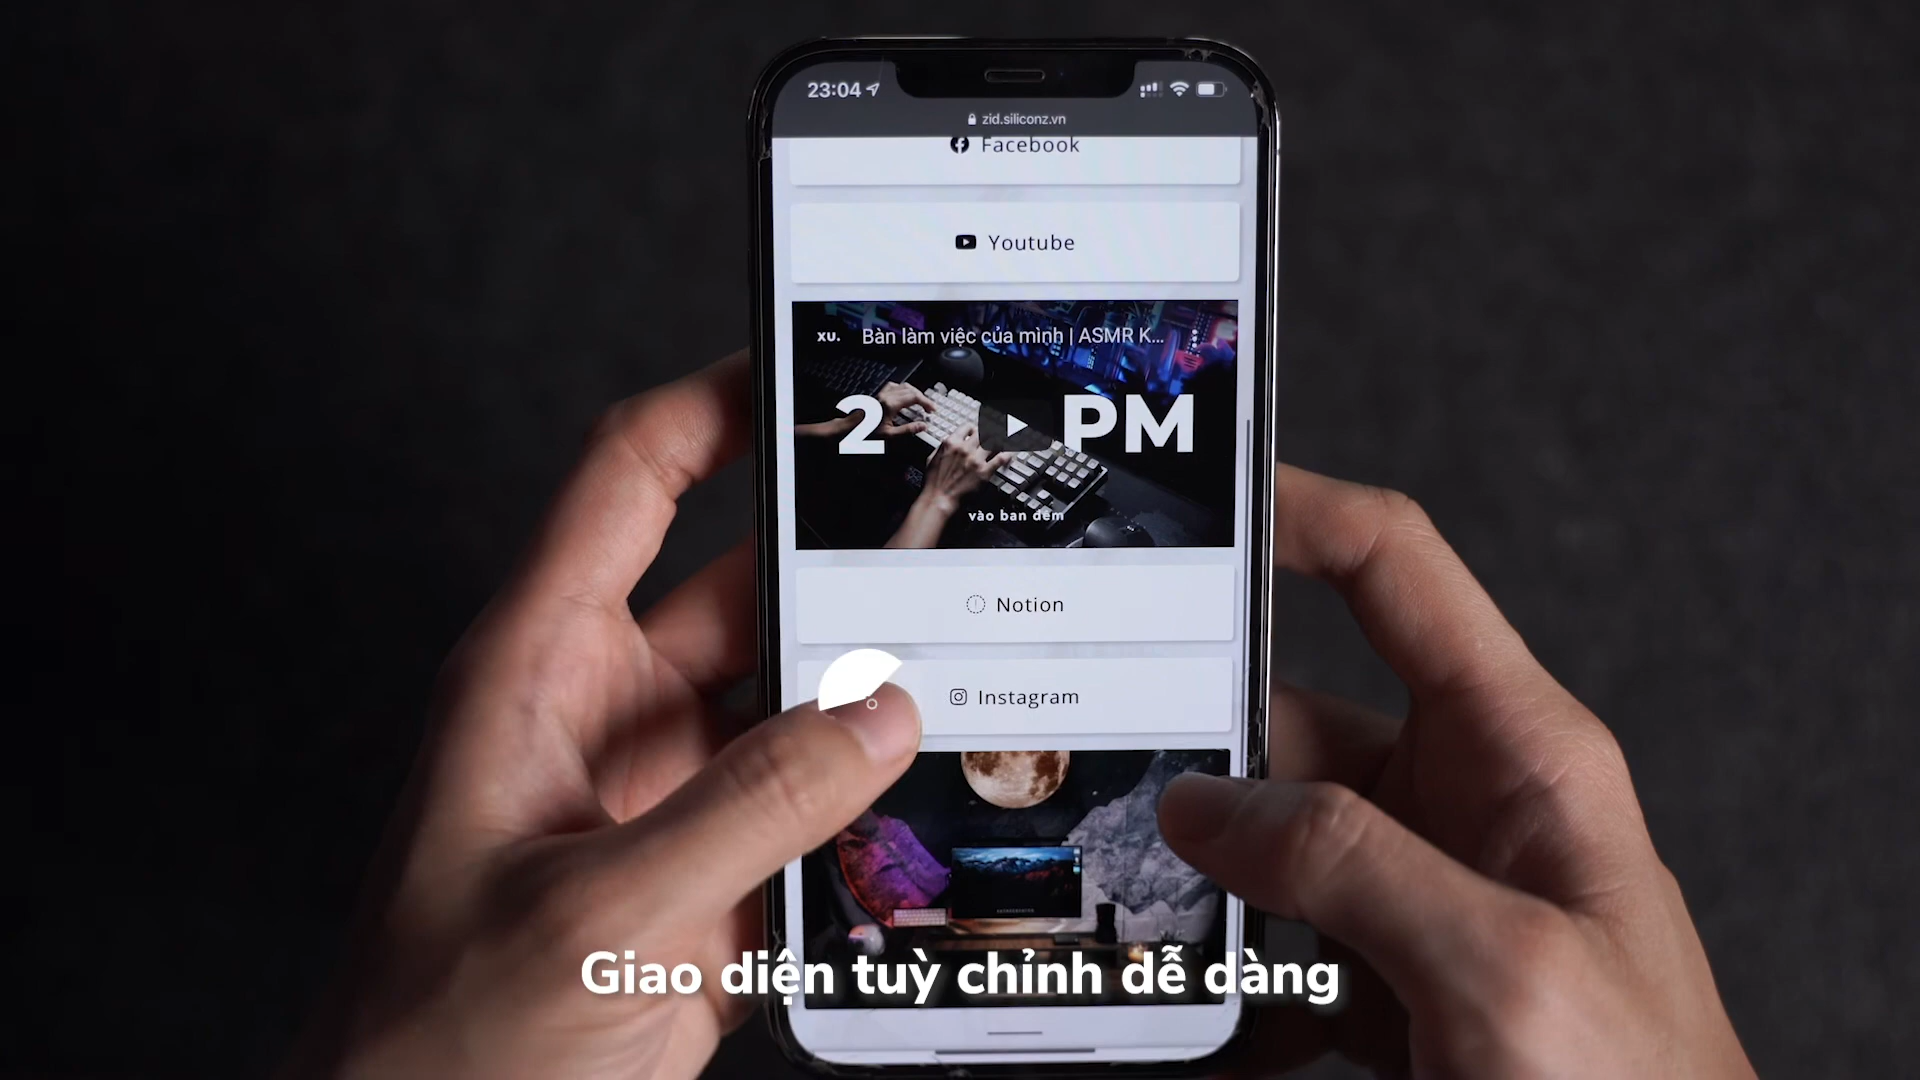 23:04
zid.siliconz.vn
Facebook
Youtube
xu. Bàn làm việc của mình | ASMR K...
2 PM
vào ban đêm
Notion
Instagram
Giao diện tuỳ chỉnh dễ dàng